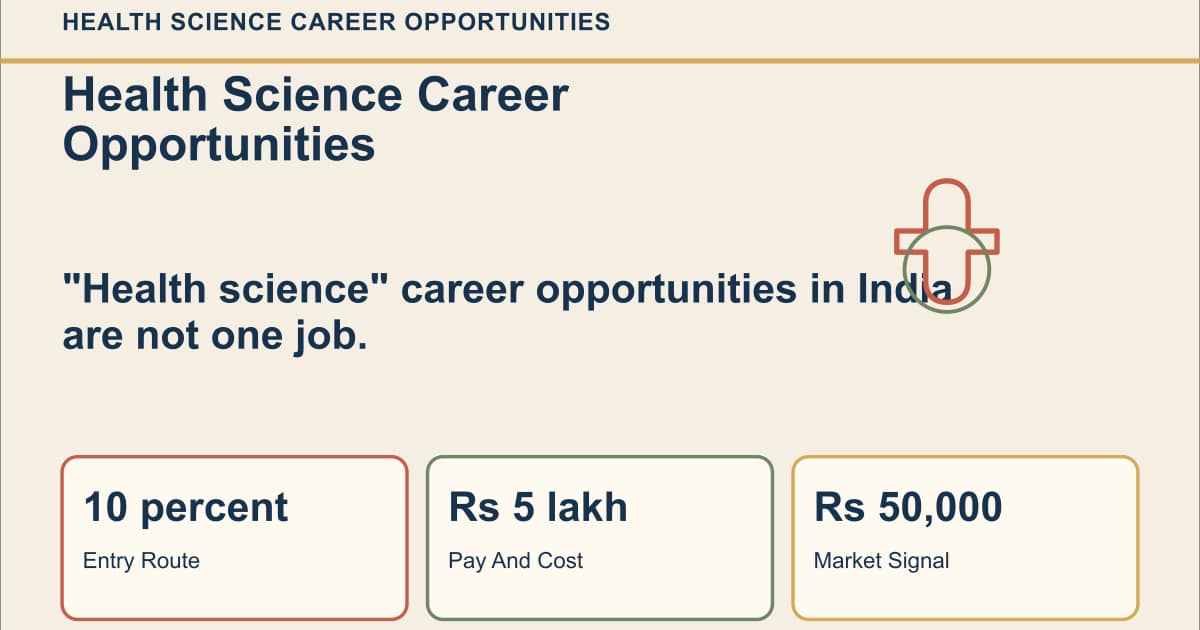 HEALTH SCIENCE CAREER OPPORTUNITIES
Health Science Career
Opportunities
"Health science" career opportunities in India
are not one job.
10 percent
Entry Route
Rs 5 lakh
Pay And Cost
Rs 50,000
Market Signal